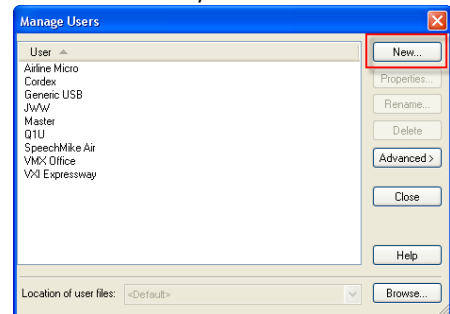 Manage Users
User
New...
Airline Micro
Cordex
Properties...
Generic USB
JWW
Rename...
Master
Q1U
Delete
SpeechMike Air
VMX Office
Advanced >
VXI Expressway
Close
Help
Location of user files: <Default>
Browse...